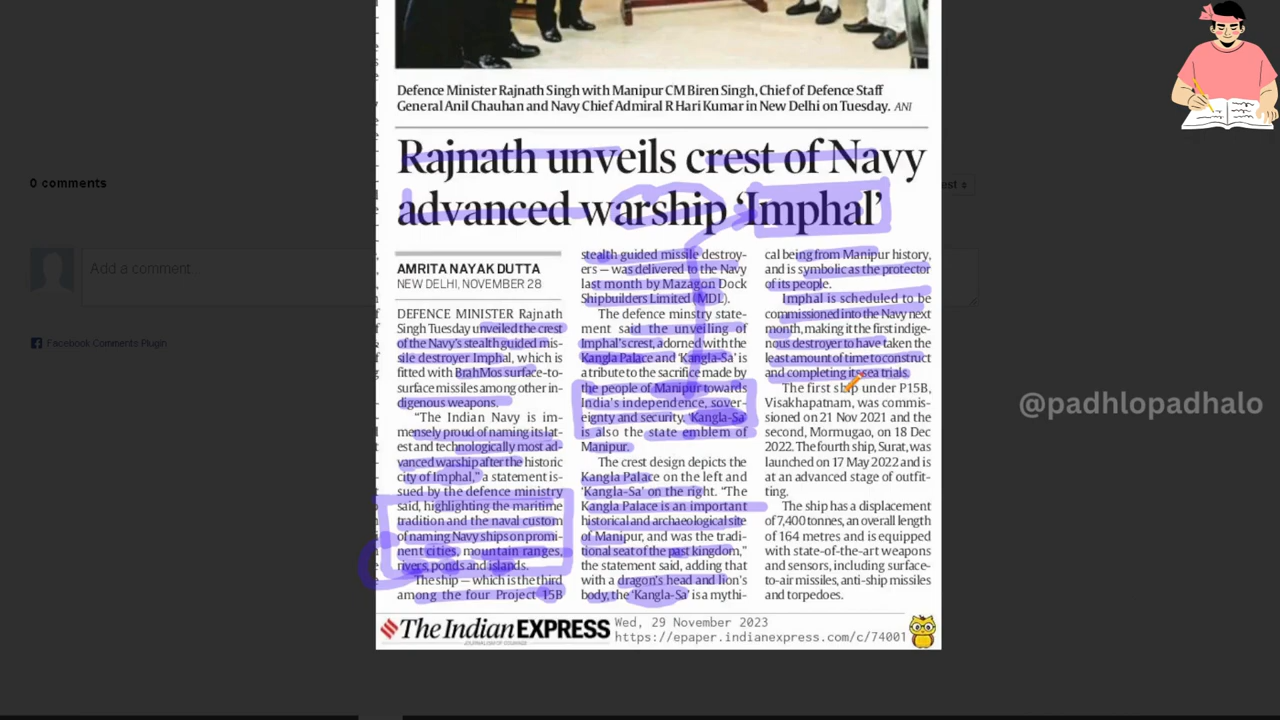 Defence Minister Rajnath Singh with Manipur CM Biren Singh, Chief of Defence Staff
General Anil Chauhan and Navy Chief Admiral R Hari Kumar in New Delhi on Tuesday. ANI
Rajnath unveils crest of Navy
advanced warship ‘Imphal’
AMRITA NAYAK DUTTA
NEW DELHI, NOVEMBER 28
DEFENCE MINISTER Rajnath
Singh Tuesday unveiled the crest
of the Navy’s stealth guided mis-
sile destroyer Imphal, which is
fitted with BrahMos surface-to-
surface missiles among other in-
digenous weapons.
“The Indian Navy is im-
mensely proud of naming its lat-
est and technologically most ad-
vanced warship after the historic
city of Imphal,” a statement is-
sued by the defence ministry
said, highlighting the maritime
tradition and the naval custom
of naming Navy ships on promi-
nent cities, mountain ranges,
rivers, ponds and islands.
The ship — which is the third
among the four Project 15B
stealth guided missile destroy-
ers — was delivered to the Navy
last month by Mazagon Dock
Shipbuilders Limited (MDL).
The defence minstry state-
ment said the unveiling of
Imphal’s crest, adorned with the
Kangla Palace and ‘Kangla-Sa’ is
a tribute to the sacrifice made by
the people of Manipur towards
India’s independence, sover-
eignty and security. ‘Kangla-Sa’
is also the state emblem of
Manipur.
The crest design depicts the
Kangla Palace on the left and
‘Kangla-Sa’ on the right. “The
Kangla Palace is an important
historical and archaeological site
of Manipur, and was the tradi-
tional seat of the past kingdom,”
the statement said, adding that
with a dragon’s head and lion’s
body, the ‘Kangla-Sa’ is a mythi-
cal being from Manipur history,
and is symbolic as the protector
of its people.
Imphal is scheduled to be
commissioned into the Navy next
month, making it the first indige-
nous destroyer to have taken the
least amount of time to construct
and completing its sea trials.
The first ship under P15B,
Visakhapatnam, was commis-
sioned on 21 Nov 2021 and the
second, Mormugao, on 18 Dec
2022. The fourth ship, Surat, was
launched on 17 May 2022 and is
at an advanced stage of outfit-
ting.
The ship has a displacement
of 7,400 tonnes, an overall length
of 164 metres and is equipped
with state-of-the-art weapons
and sensors, including surface-
to-air missiles, anti-ship missiles
and torpedoes.
The Indian EXPRESS
JOURNALISM OF COURAGE
Wed, 29 November 2023
https://epaper.indianexpress.com/c/74001
0 comments
Add a comment...
Facebook Comments Plugin
@padhlopadhalo